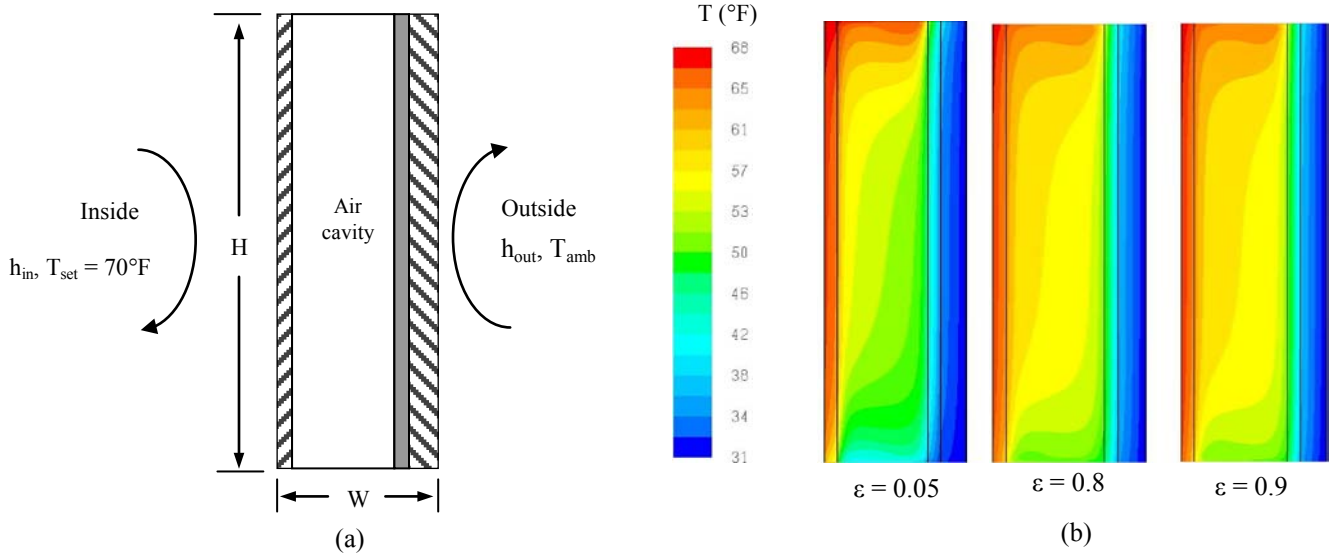 Inside
h_in, T_set = 70°F
H
Air
cavity
Outside
h_out, T_amb
W
(a)
T (°F)
68
65
61
57
53
50
46
42
38
34
31
ε = 0.05
ε = 0.8
ε = 0.9
(b)